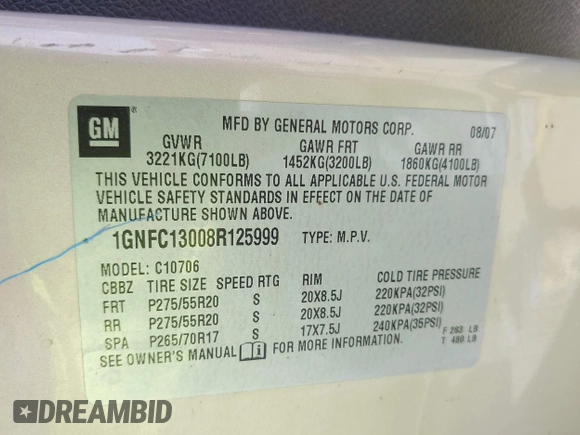 GM
MFD BY GENERAL MOTORS CORP. 08/07
GVWR GAWR FRT GAWR RR
3221KG(7100LB) 1452KG(3200LB) 1860KG(4100LB)
THIS VEHICLE CONFORMS TO ALL APPLICABLE U.S. FEDERAL MOTOR
VEHICLE SAFETY STANDARDS IN EFFECT ON THE DATE OF
MANUFACTURE SHOWN ABOVE.
1GNFC13008R125999 TYPE: M.P.V.
MODEL: C10706
CBBZ TIRE SIZE SPEED RTG RIM COLD TIRE PRESSURE
FRT P275/55R20 S 20X8.5J 220KPA(32PSI)
RR P275/55R20 S 20X8.5J 220KPA(32PSI)
SPA P265/70R17 S 17X7.5J 240KPA(35PSI) F 263 LB
T 480 LB
SEE OWNER'S MANUAL FOR MORE INFORMATION.
DREAMBID